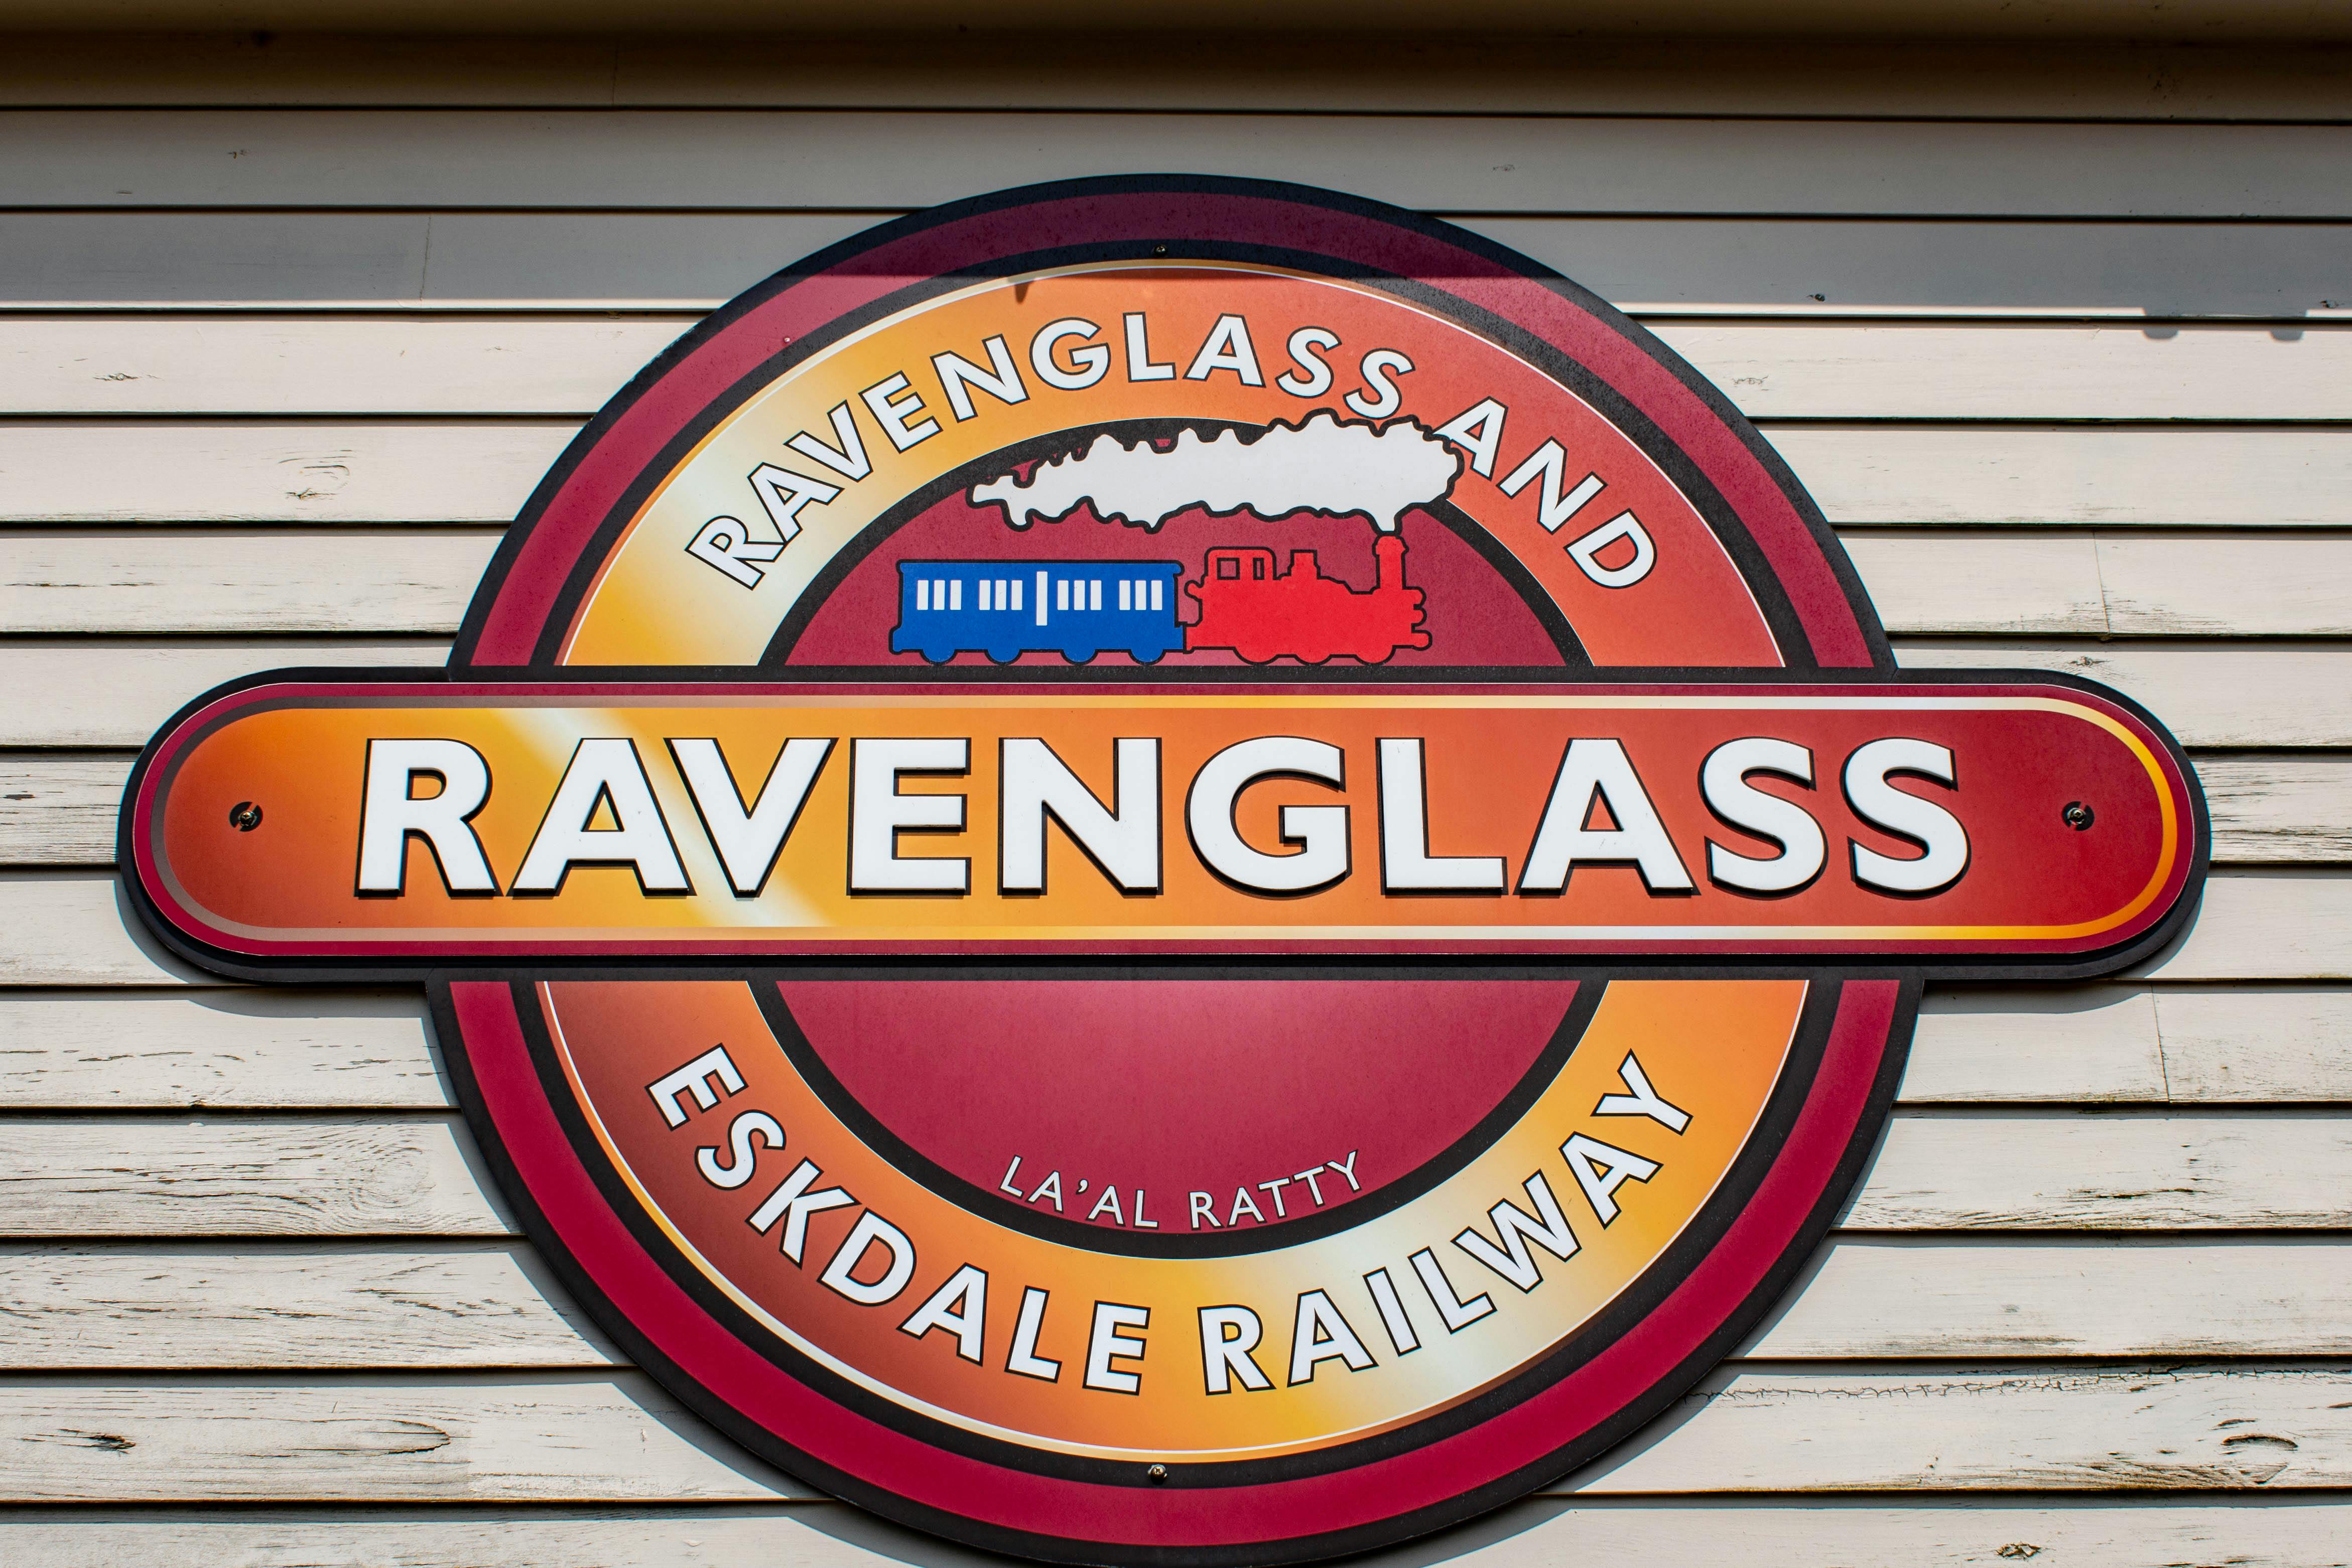 RAVENGLASS AND
RAVENGLASS
LA'AL RATTY
ESKDALE RAILWAY